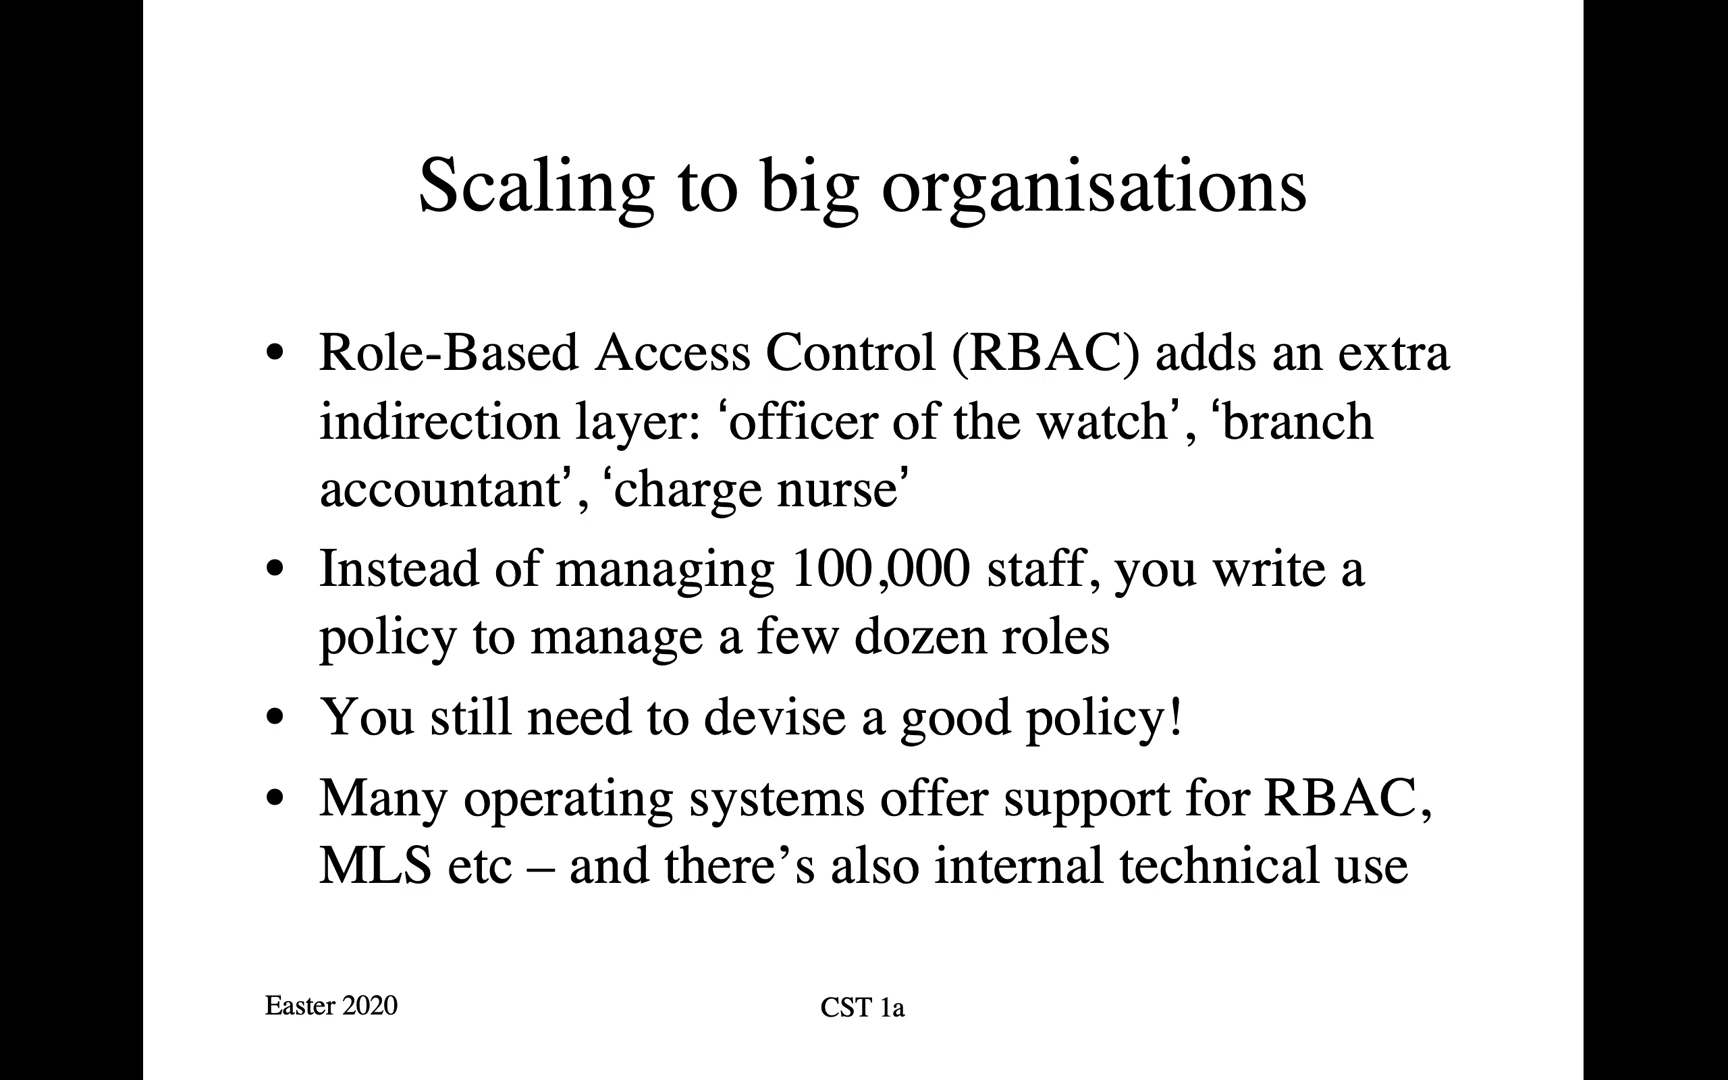 Scaling to big organisations
• Role-Based Access Control (RBAC) adds an extra
indirection layer: ‘officer of the watch’, ‘branch
accountant’, ‘charge nurse’
• Instead of managing 100,000 staff, you write a
policy to manage a few dozen roles
• You still need to devise a good policy!
• Many operating systems offer support for RBAC,
MLS etc – and there’s also internal technical use
Easter 2020
CST 1a